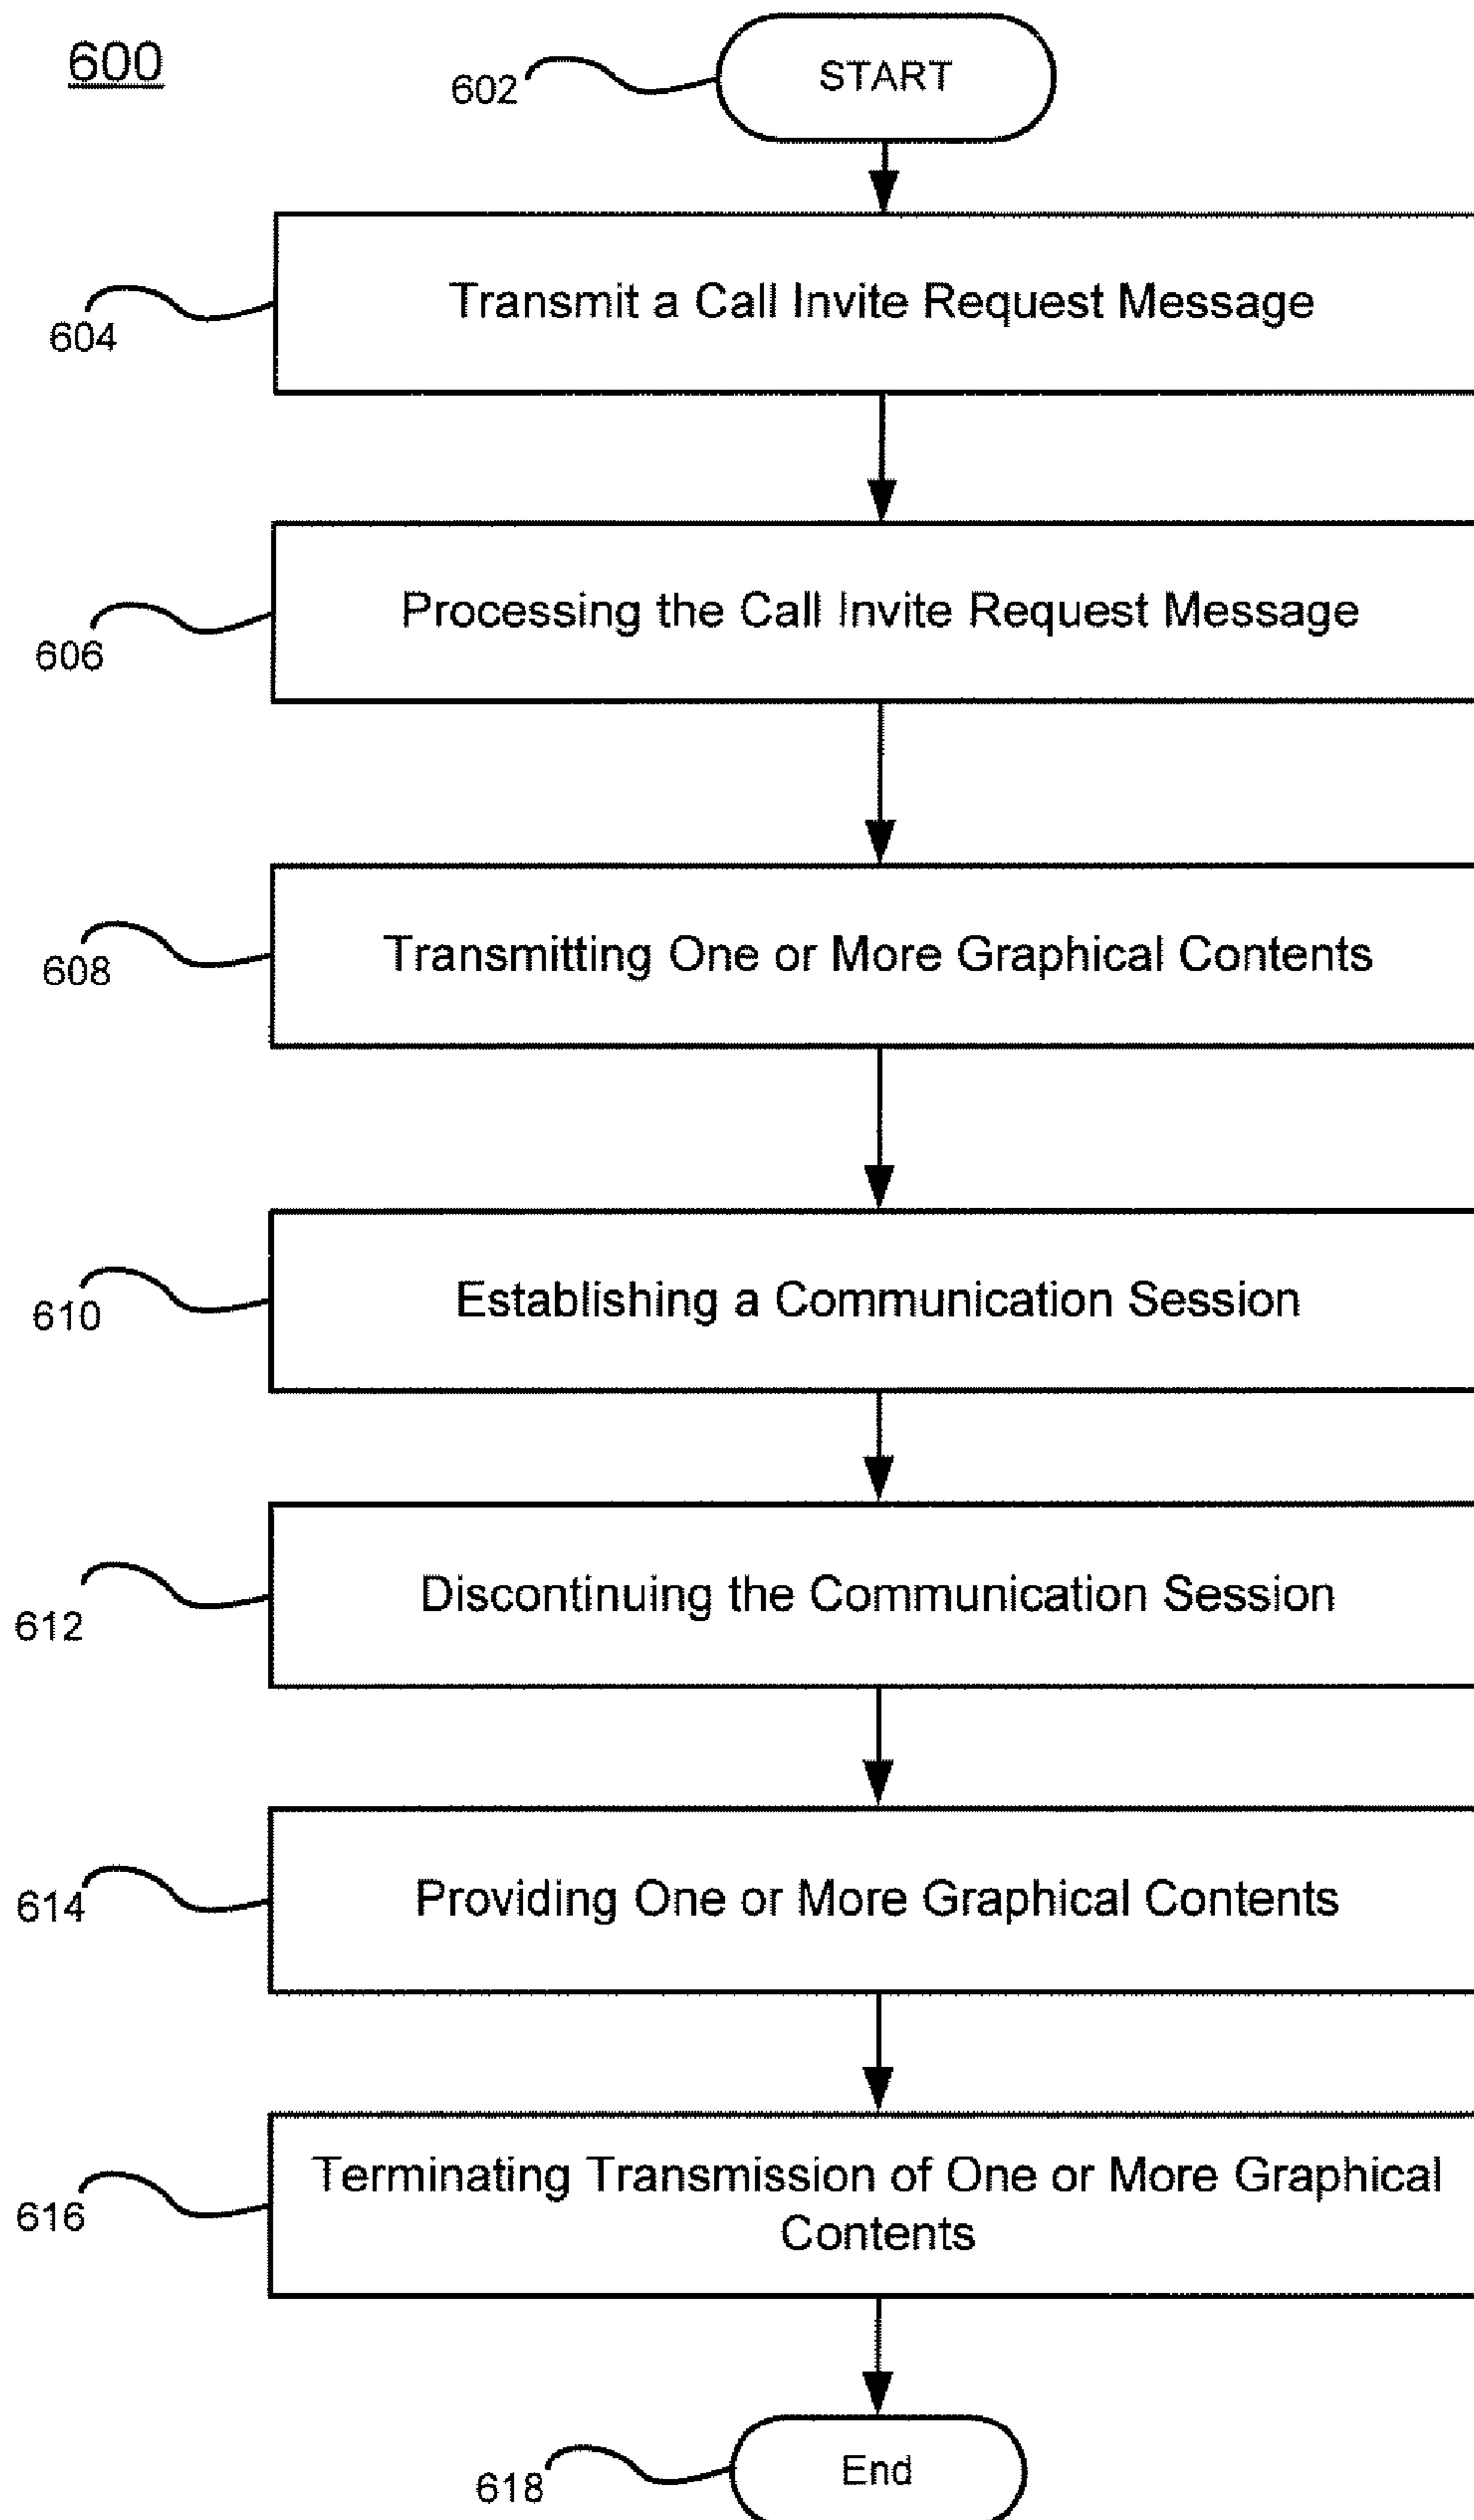 600
602
START
604
Transmit a Call Invite Request Message
606
Processing the Call Invite Request Message
608
Transmitting One or More Graphical Contents
610
Establishing a Communication Session
612
Discontinuing the Communication Session
614
Providing One or More Graphical Contents
616
Terminating Transmission of One or More Graphical
Contents
618
End